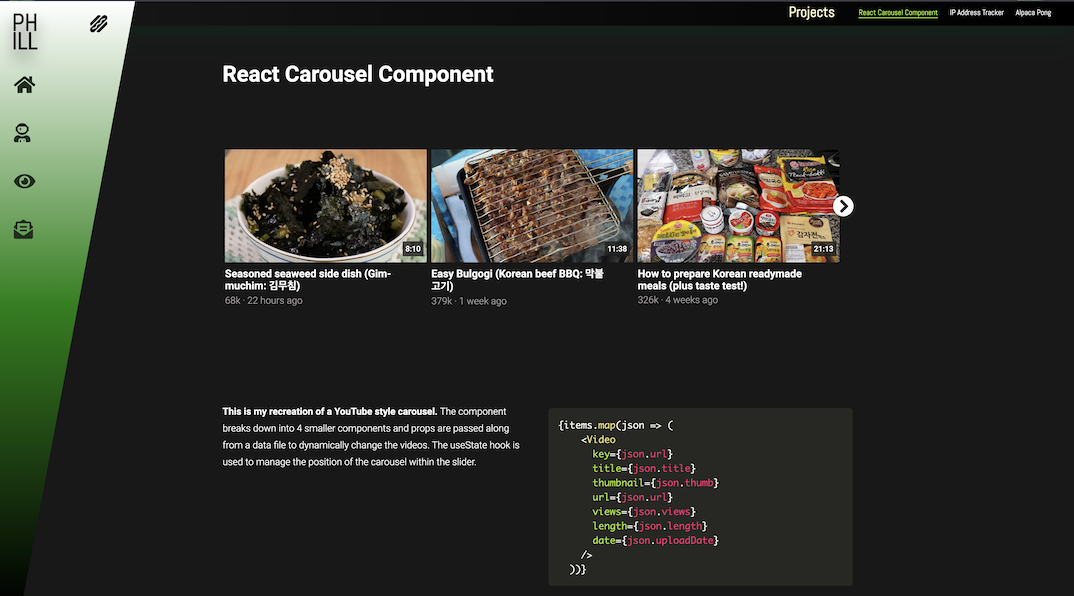 PH
ILL
Projects
React Carousel Component
IP Address Tracker
Alpaca Pong
React Carousel Component
8:10
11:38
21:13
Seasoned seaweed side dish (Gim-
muchim: 김무침)
68k · 22 hours ago
Easy Bulgogi (Korean beef BBQ: 막불
고기)
379k · 1 week ago
How to prepare Korean readymade
meals (plus taste test!)
326k · 4 weeks ago
This is my recreation of a YouTube style carousel. The component
breaks down into 4 smaller components and props are passed along
from a data file to dynamically change the videos. The useState hook is
used to manage the position of the carousel within the slider.
{items.map(json => (
<Video
key={json.url}
title={json.title}
thumbnail={json.thumb}
url={json.url}
views={json.views}
length={json.length}
date={json.uploadDate}
/>
))}